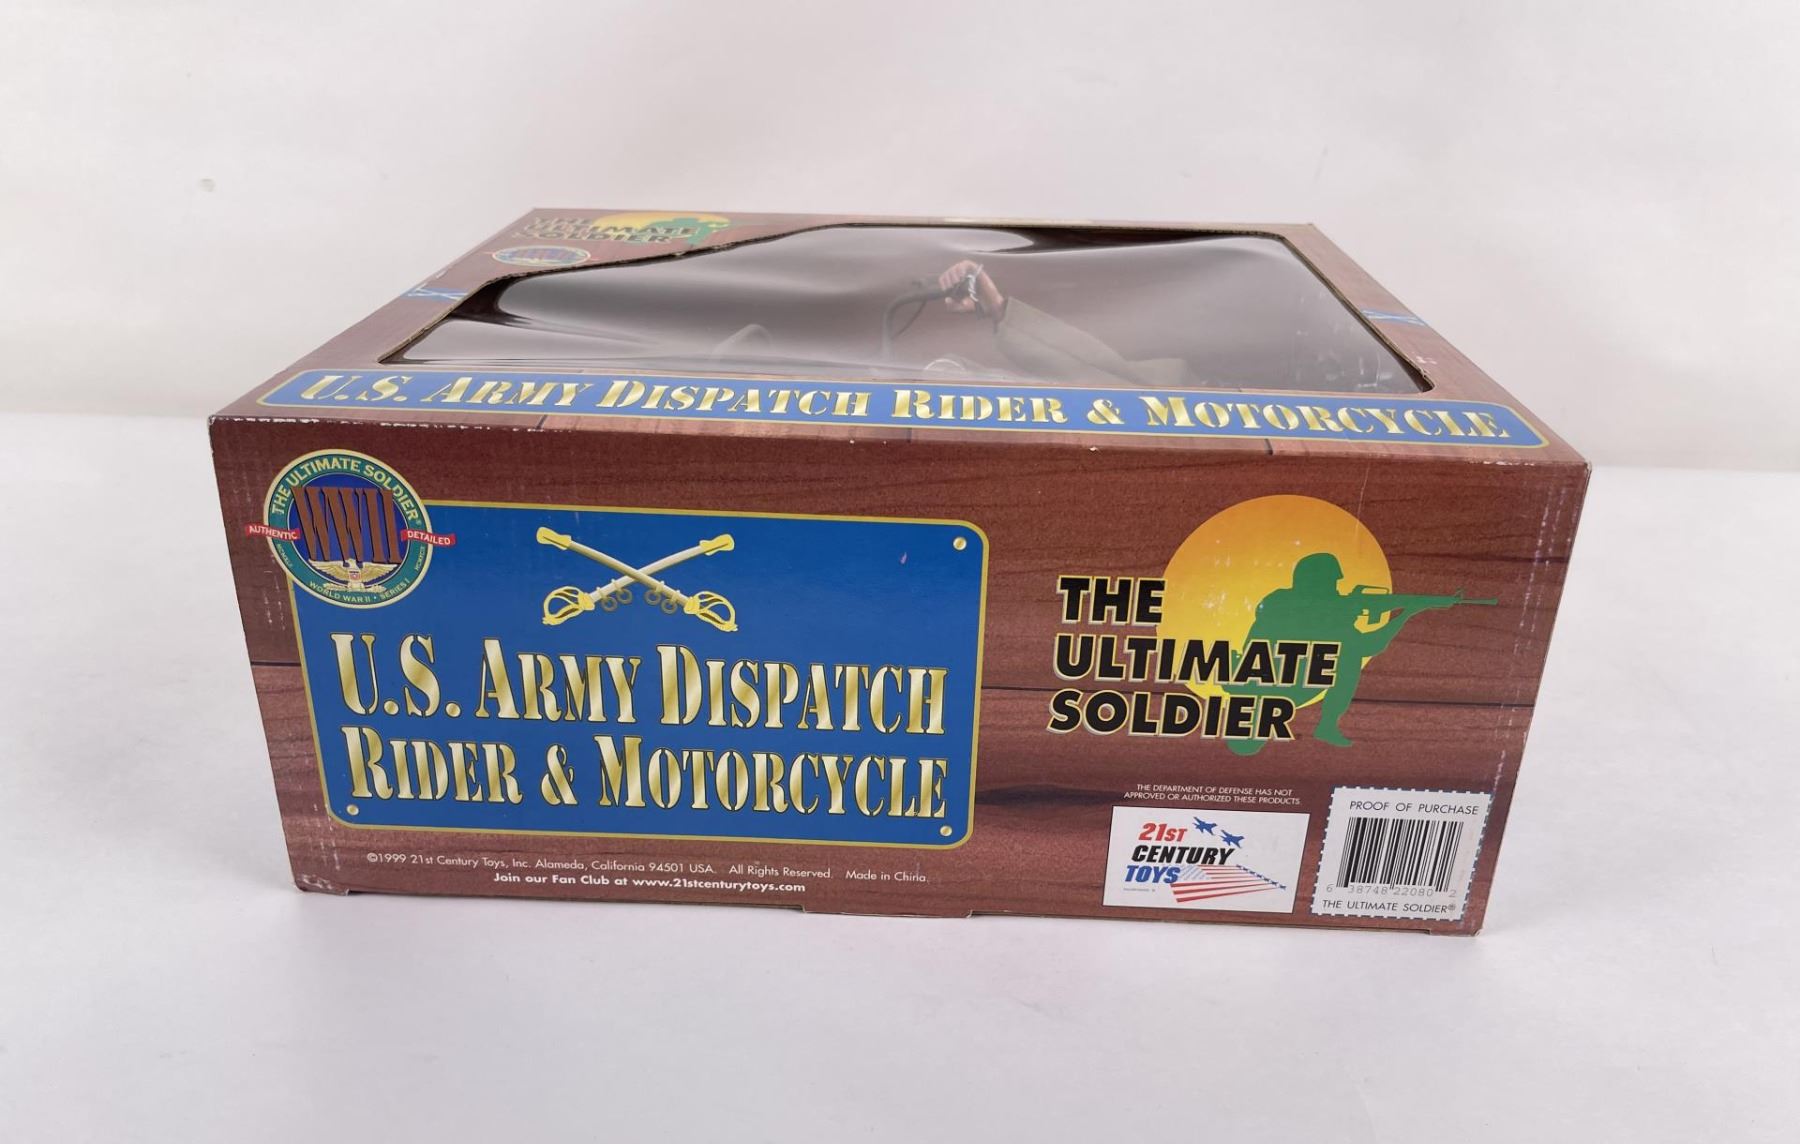 THE
ULTIMATE
SOLDIER
U.S. ARMY DISPATCH RIDER & MOTORCYCLE
THE ULTIMATE SOLDIER
WWII
AUTHENTIC
DETAILED
WORLD WAR II • SERIES I
U.S. ARMY DISPATCH
RIDER & MOTORCYCLE
©1999 21st Century Toys, Inc. Alameda, California 94501 USA. All Rights Reserved. Made in China.
Join our Fan Club at www.21stcenturytoys.com
THE
ULTIMATE
SOLDIER
THE DEPARTMENT OF DEFENSE HAS NOT
APPROVED OR AUTHORIZED THESE PRODUCTS.
21ST
CENTURY
TOYS
PROOF OF PURCHASE
6 38748 22080 2
THE ULTIMATE SOLDIER®